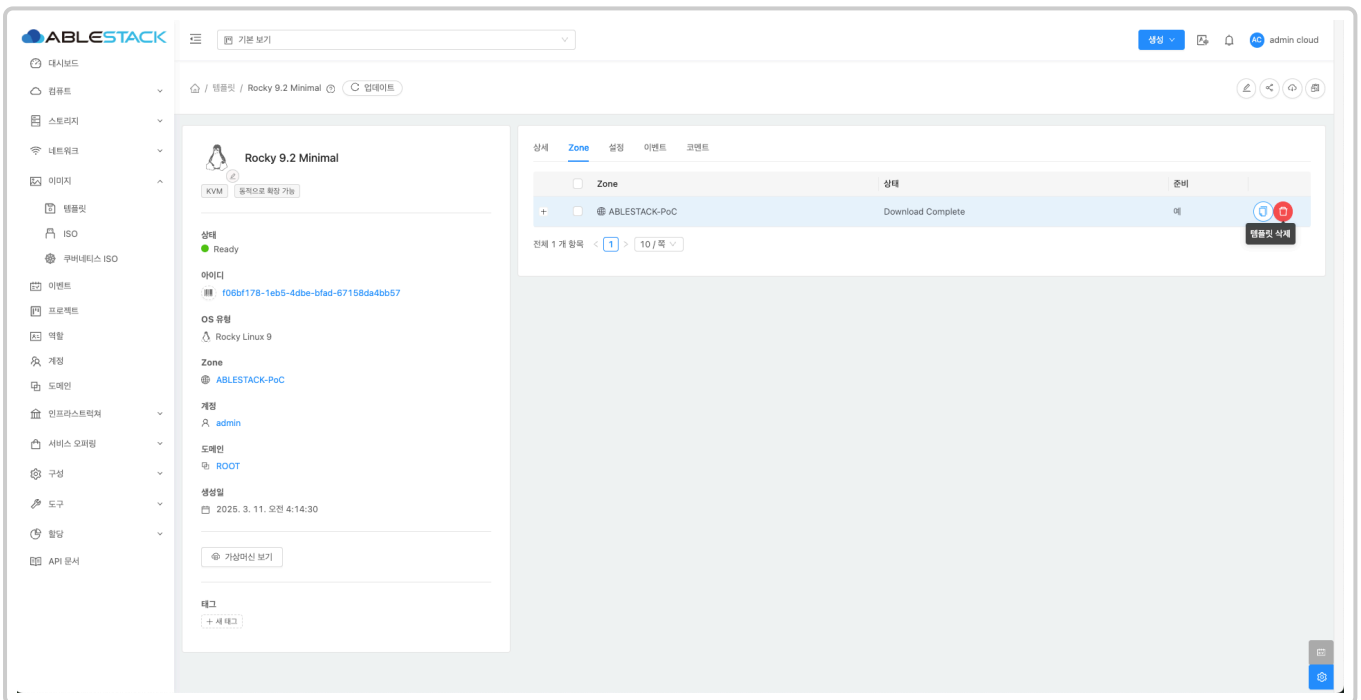 ABLESTACK
기본 보기
생성
AC
admin cloud
대시보드
컴퓨트
스토리지
네트워크
이미지
템플릿
ISO
쿠버네티스 ISO
이벤트
프로젝트
역할
계정
도메인
인프라스트럭쳐
서비스 오퍼링
구성
도구
할당
API 문서
/ 템플릿 / Rocky 9.2 Minimal
업데이트
Rocky 9.2 Minimal
KVM
동적으로 확장 가능
상태
Ready
아이디
f06bf178-1eb5-4dbe-bfad-67158da4bb57
OS 유형
Rocky Linux 9
Zone
ABLESTACK-PoC
계정
admin
도메인
ROOT
생성일
2025. 3. 11. 오전 4:14:30
가상머신 보기
태그
+ 새 태그
상세 Zone 설정 이벤트 코멘트
Zone 상태 준비
+ ABLESTACK-PoC Download Complete 예
템플릿 삭제
전체 1 개 항목 < 1 > 10 / 쪽